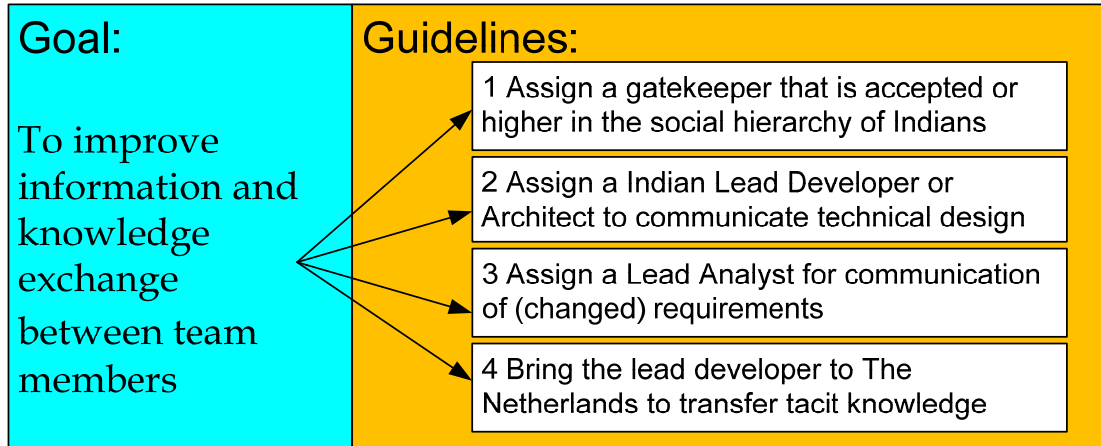 Goal:
To improve
information and
knowledge
exchange
between team
members
Guidelines:
1 Assign a gatekeeper that is accepted or
higher in the social hierarchy of Indians
2 Assign a Indian Lead Developer or
Architect to communicate technical design
3 Assign a Lead Analyst for communication
of (changed) requirements
4 Bring the lead developer to The
Netherlands to transfer tacit knowledge